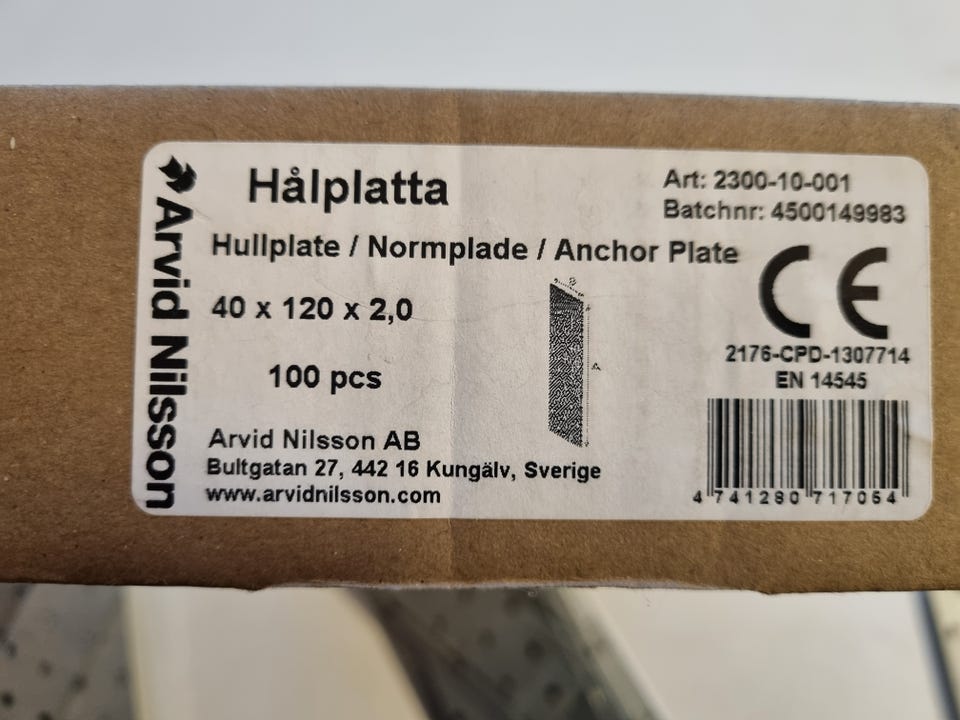 Arvid Nilsson
Hålplatta
Art: 2300-10-001
Batchnr: 4500149983
Hullplate / Normplade / Anchor Plate
40 x 120 x 2,0
100 pcs
2176-CPD-1307714
EN 14545
Arvid Nilsson AB
Bultgatan 27, 442 16 Kungälv, Sverige
www.arvidnilsson.com
4 741280 717054